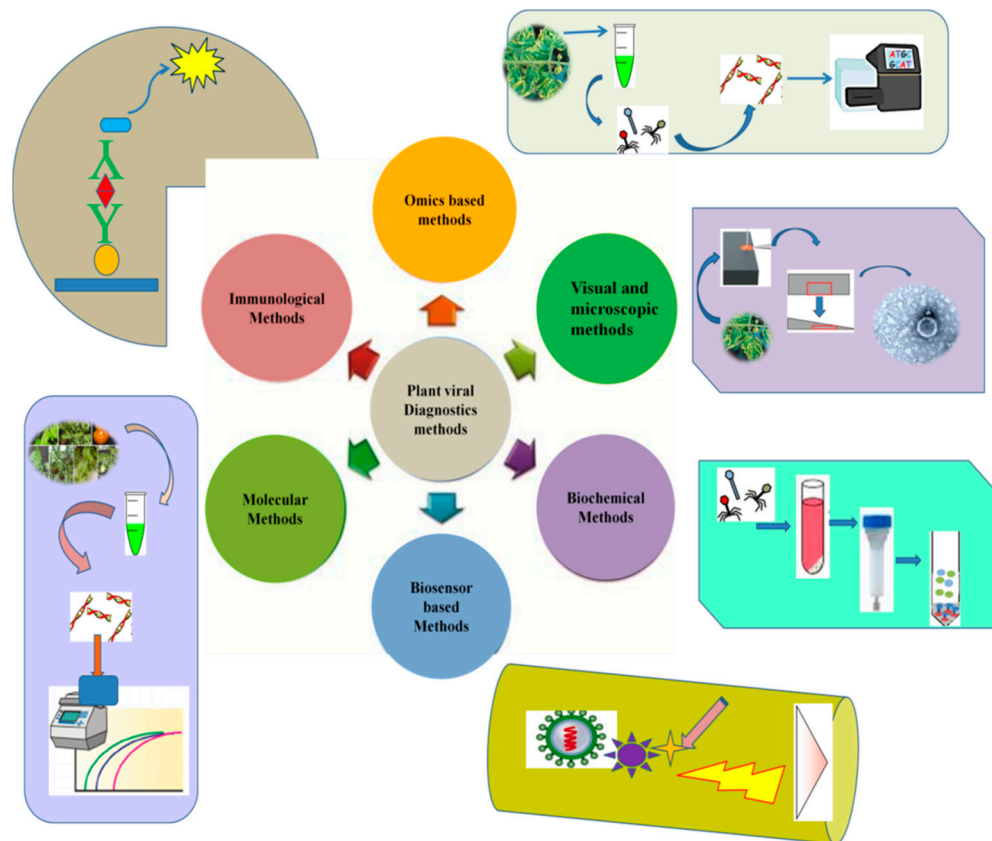 ATGC
GCAT
Omics based
methods
Immunological
Methods
Visual and
microscopic
methods
Plant viral
Diagnostics
methods
Molecular
Methods
Biochemical
Methods
Biosensor
based
Methods